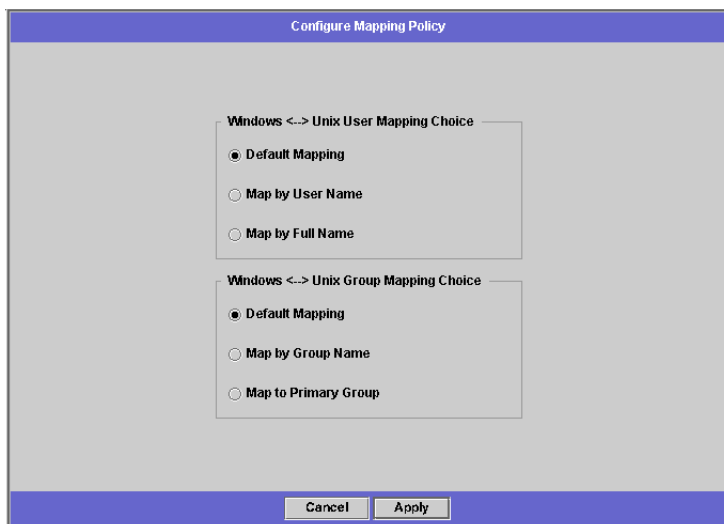 Configure Mapping Policy
Windows <--> Unix User Mapping Choice
Default Mapping
Map by User Name
Map by Full Name
Windows <--> Unix Group Mapping Choice
Default Mapping
Map by Group Name
Map to Primary Group
Cancel Apply